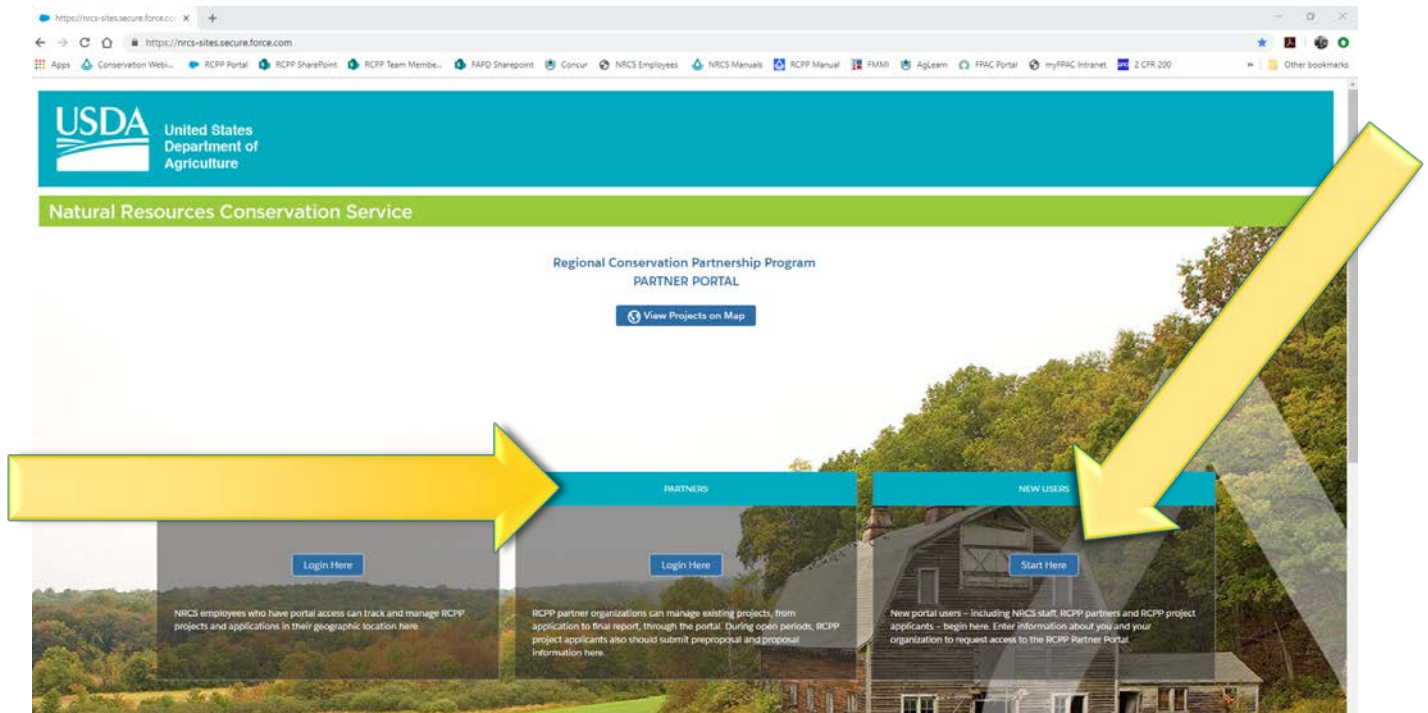 https://nrcs-sites.secure.force.co
https://nrcs-sites.secure.force.com
Apps Conservation Webi... RCPP Portal RCPP SharePoint RCPP Team Membe... FAPD Sharepoint Concur NRCS Employees NRCS Manuals RCPP Manual FMMI AgLearn FPAC Portal myFPAC Intranet 2 CFR 200 » Other bookmarks
USDA
United States
Department of
Agriculture
Natural Resources Conservation Service
Regional Conservation Partnership Program
PARTNER PORTAL
View Projects on Map
PARTNERS
NEW USERS
Login Here
Login Here
Start Here
NRCS employees who have portal access can track and manage RCPP
projects and applications in their geographic location here.
RCPP partner organizations can manage existing projects, from
application to final report, through the portal. During open periods, RCPP
project applicants also should submit preproposal and proposal
information here.
New portal users – including NRCS staff, RCPP partners and RCPP project
applicants – begin here. Enter information about you and your
organization to request access to the RCPP Partner Portal.